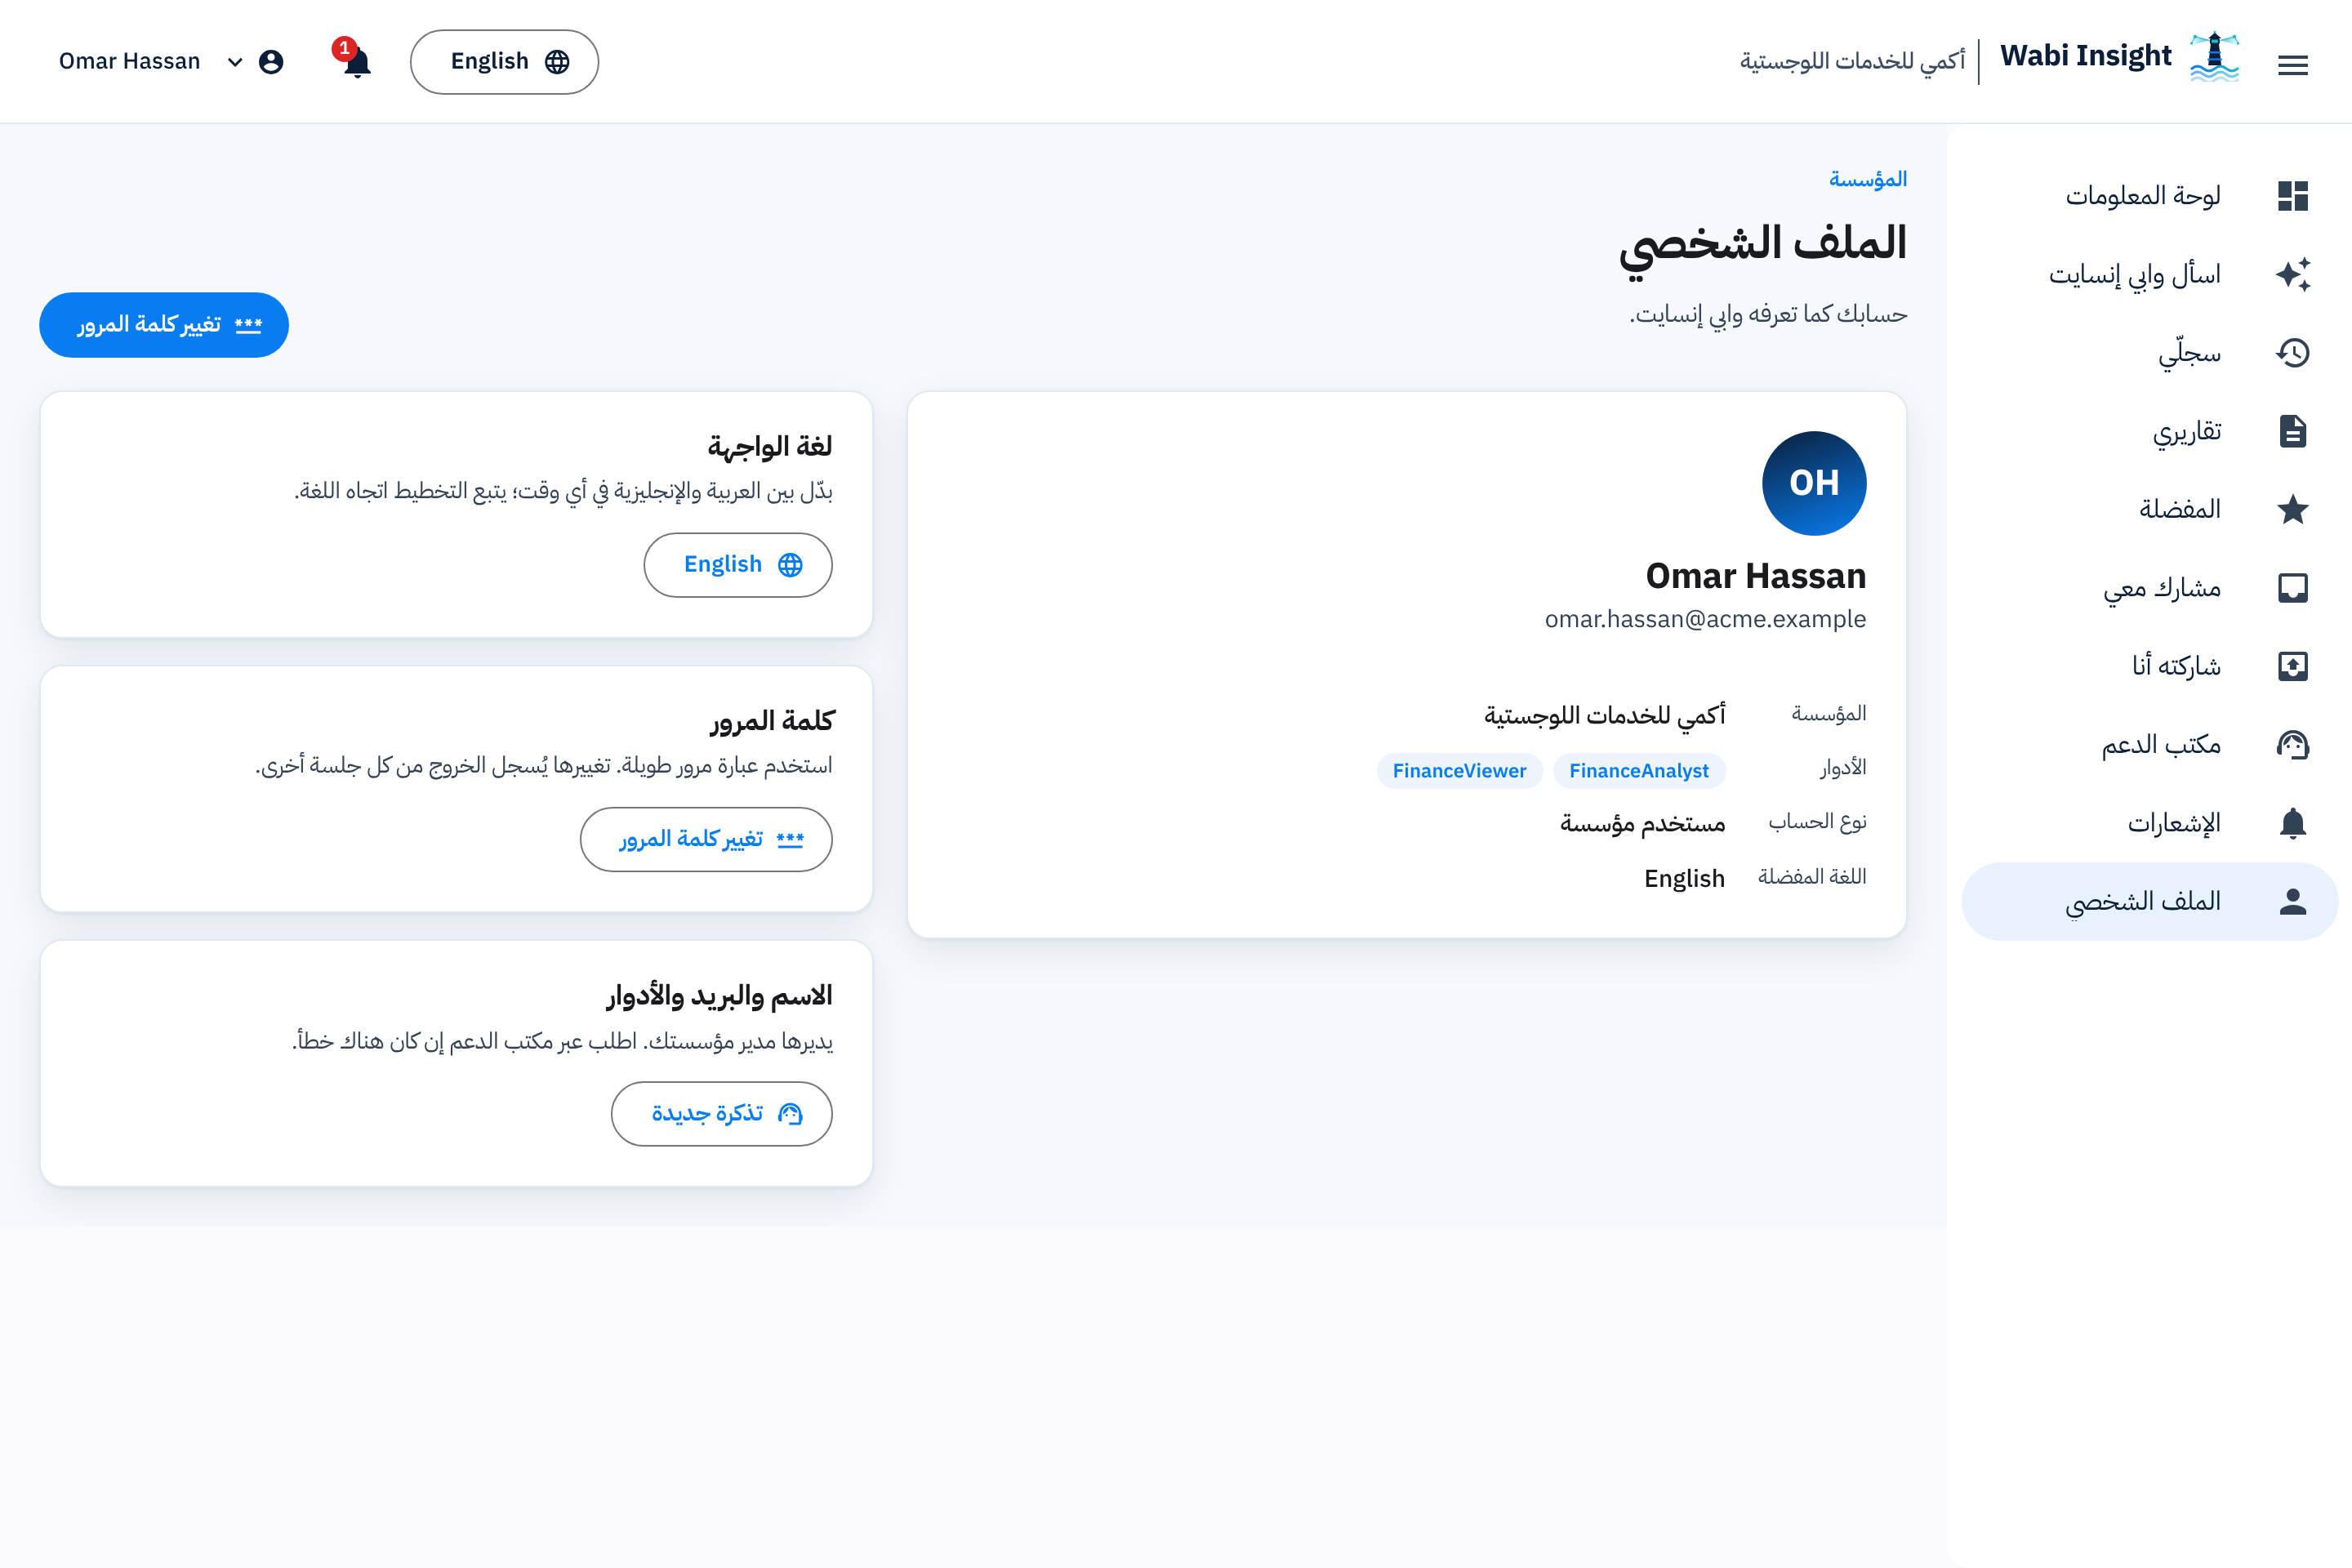 Wabi Insight
أكمي للخدمات اللوجستية
English
1
Omar Hassan
لوحة المعلومات
اسأل وابي إنسايت
سجلّي
تقاريري
المفضلة
مشارك معي
شاركته أنا
مكتب الدعم
الإشعارات
الملف الشخصي
المؤسسة
الملف الشخصي
حسابك كما تعرفه وابي إنسايت.
تغيير كلمة المرور
OH
Omar Hassan
omar.hassan@acme.example
المؤسسة أكمي للخدمات اللوجستية
الأدوار FinanceAnalyst FinanceViewer
نوع الحساب مستخدم مؤسسة
اللغة المفضلة English
لغة الواجهة
بدّل بين العربية والإنجليزية في أي وقت؛ يتبع التخطيط اتجاه اللغة.
English
كلمة المرور
استخدم عبارة مرور طويلة. تغييرها يُسجل الخروج من كل جلسة أخرى.
تغيير كلمة المرور
الاسم والبريد والأدوار
يديرها مدير مؤسستك. اطلب عبر مكتب الدعم إن كان هناك خطأ.
تذكرة جديدة